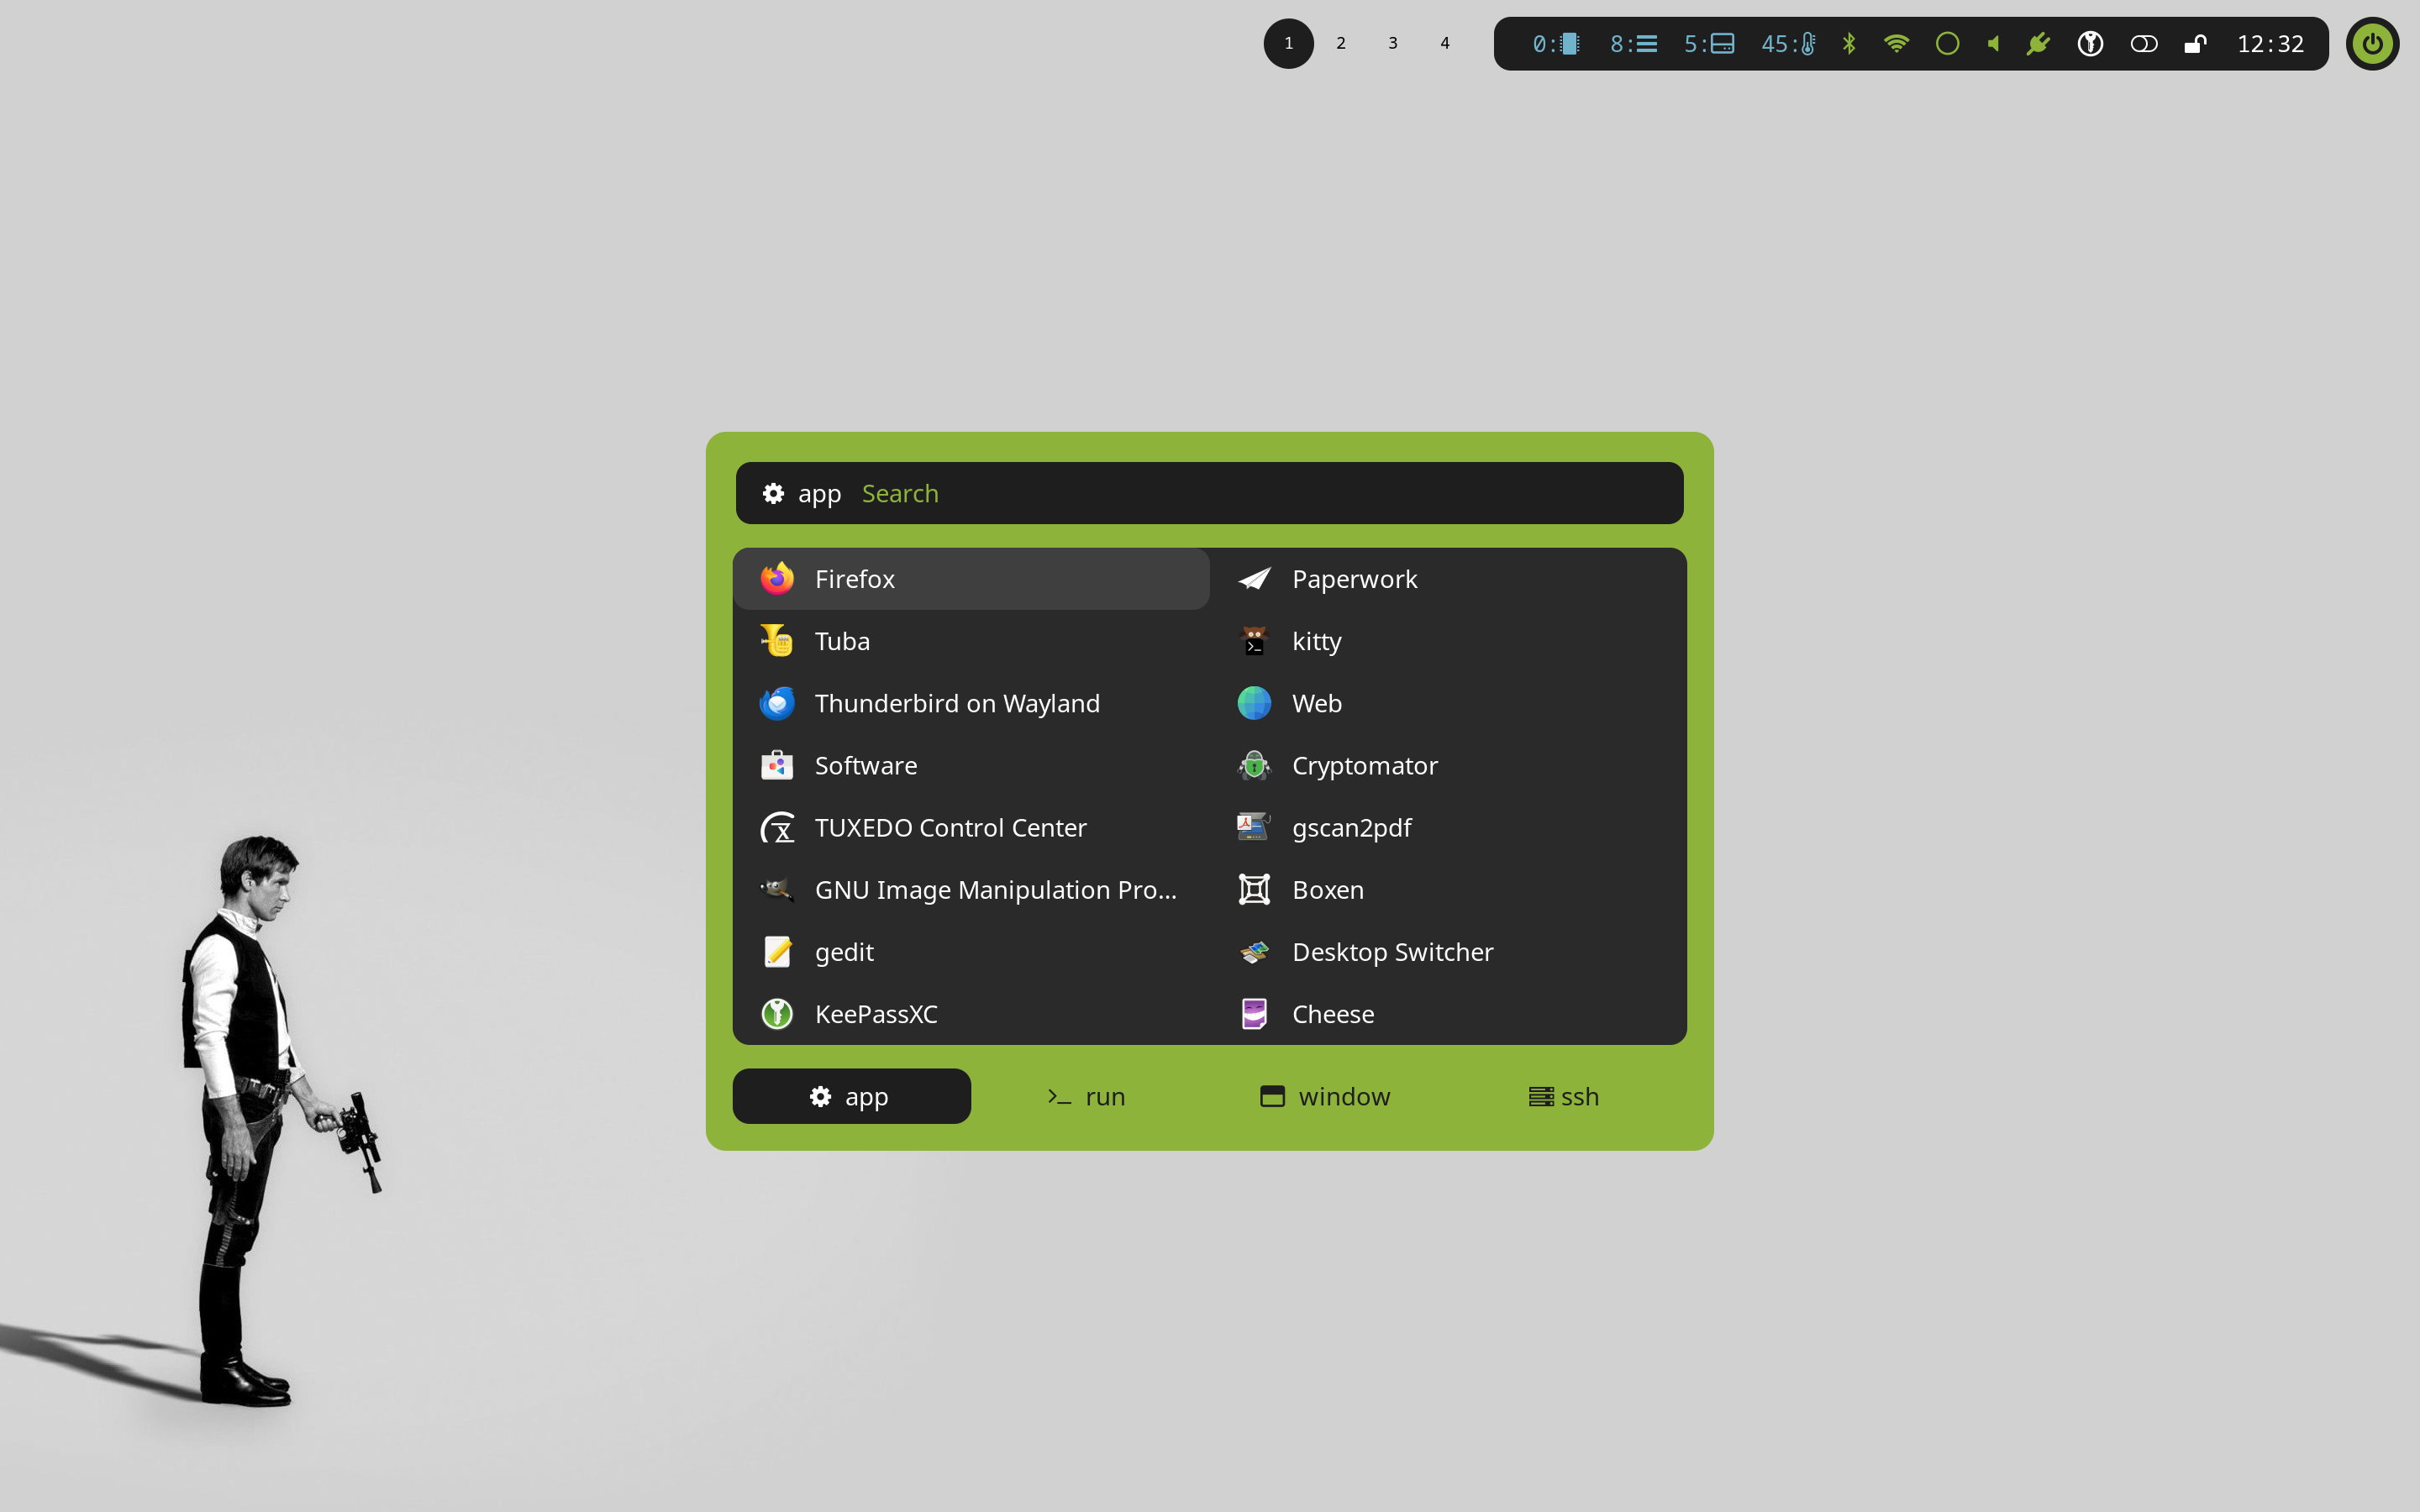 1 2 3 4 0: 8: 5: 45: 12:32
app Search
Firefox Paperwork
Tuba kitty
Thunderbird on Wayland Web
Software Cryptomator
TUXEDO Control Center gscan2pdf
GNU Image Manipulation Pro... Boxen
gedit Desktop Switcher
KeePassXC Cheese
app run window ssh